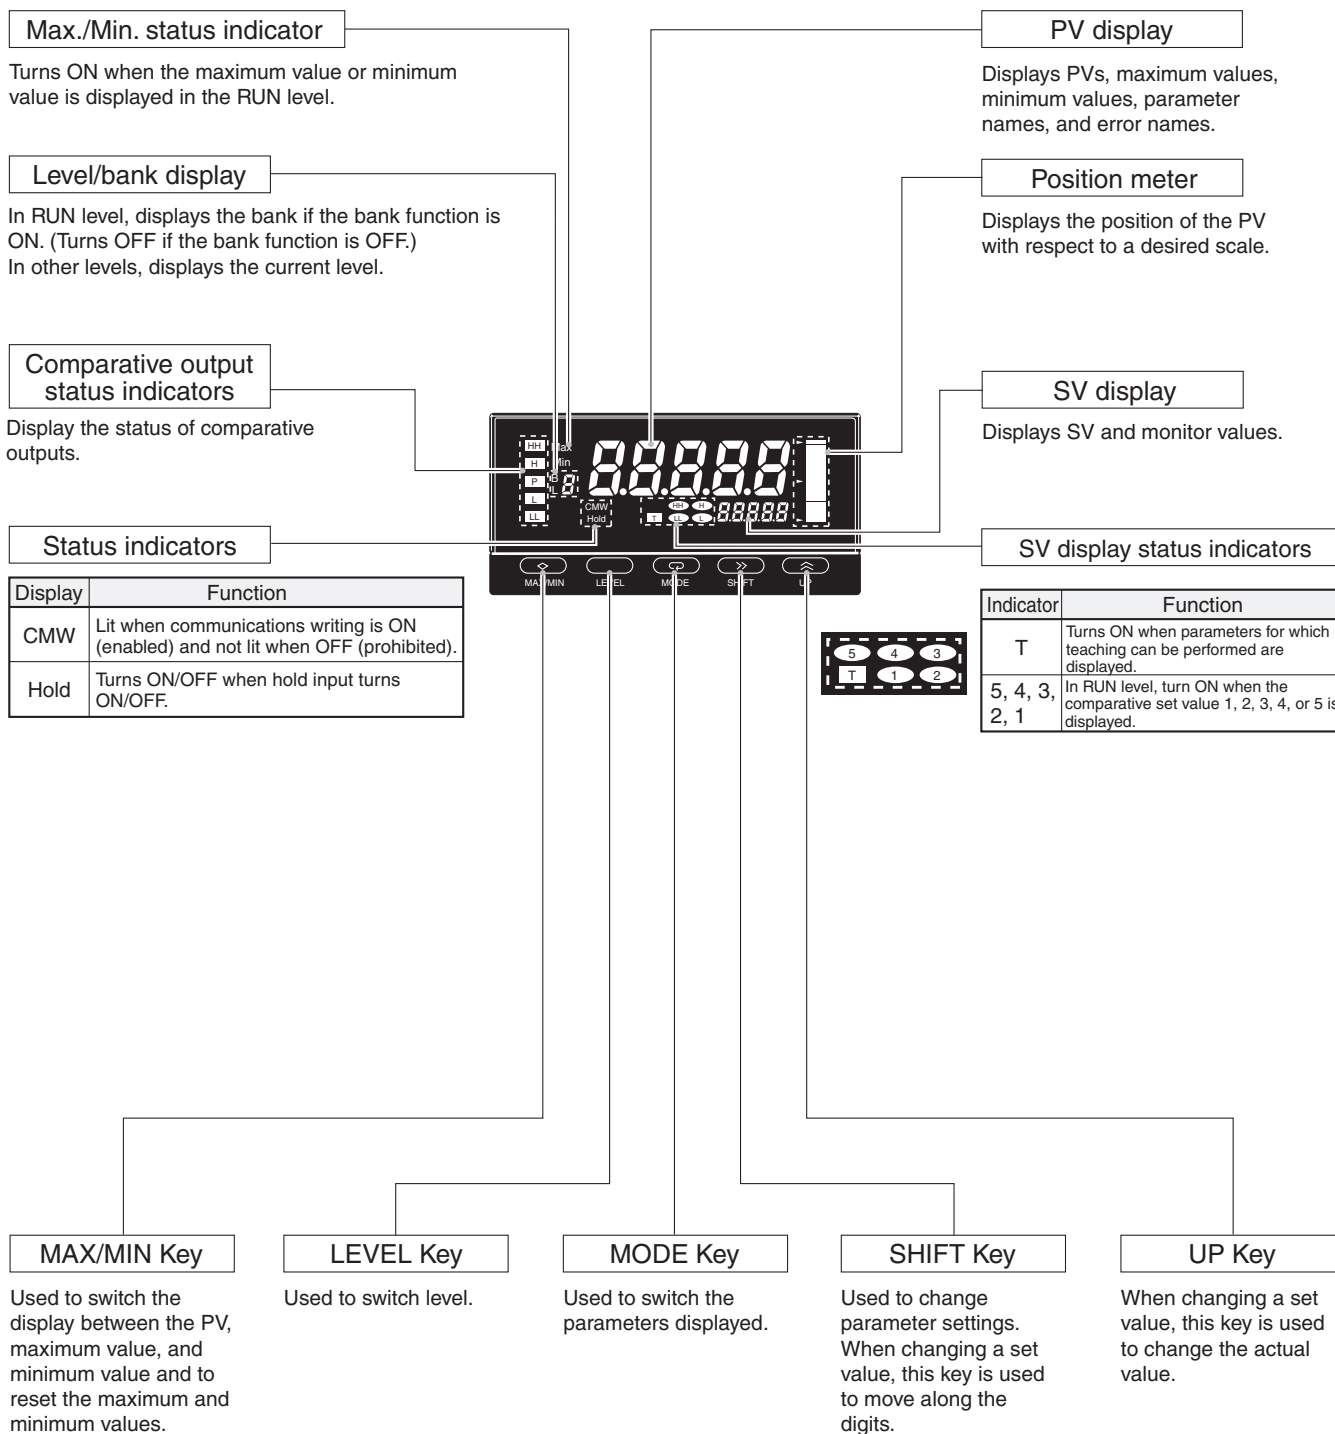 Max./Min. status indicator
Turns ON when the maximum value or minimum
value is displayed in the RUN level.
Level/bank display
In RUN level, displays the bank if the bank function is
ON. (Turns OFF if the bank function is OFF.)
In other levels, displays the current level.
Comparative output
status indicators
Display the status of comparative
outputs.
Status indicators
Display Function
CMW Lit when communications writing is ON
(enabled) and not lit when OFF (prohibited).
Hold Turns ON/OFF when hold input turns
ON/OFF.
PV display
Displays PVs, maximum values,
minimum values, parameter
names, and error names.
Position meter
Displays the position of the PV
with respect to a desired scale.
SV display
Displays SV and monitor values.
SV display status indicators
Indicator Function
T Turns ON when parameters for which
teaching can be performed are
displayed.
5, 4, 3,
2, 1
In RUN level, turn ON when the
comparative set value 1, 2, 3, 4, or 5 is
displayed.
HH
H
P
L
LL
Max
Min
B
L
8
8.8.8.8.8
CMW
Hold
HH H
T LL L
88888
MAX/MIN LEVEL MODE SHIFT UP
5 4 3
T 1 2
MAX/MIN Key
Used to switch the
display between the PV,
maximum value, and
minimum value and to
reset the maximum and
minimum values.
LEVEL Key
Used to switch level.
MODE Key
Used to switch the
parameters displayed.
SHIFT Key
Used to change
parameter settings.
When changing a set
value, this key is used
to move along the
digits.
UP Key
When changing a set
value, this key is used
to change the actual
value.